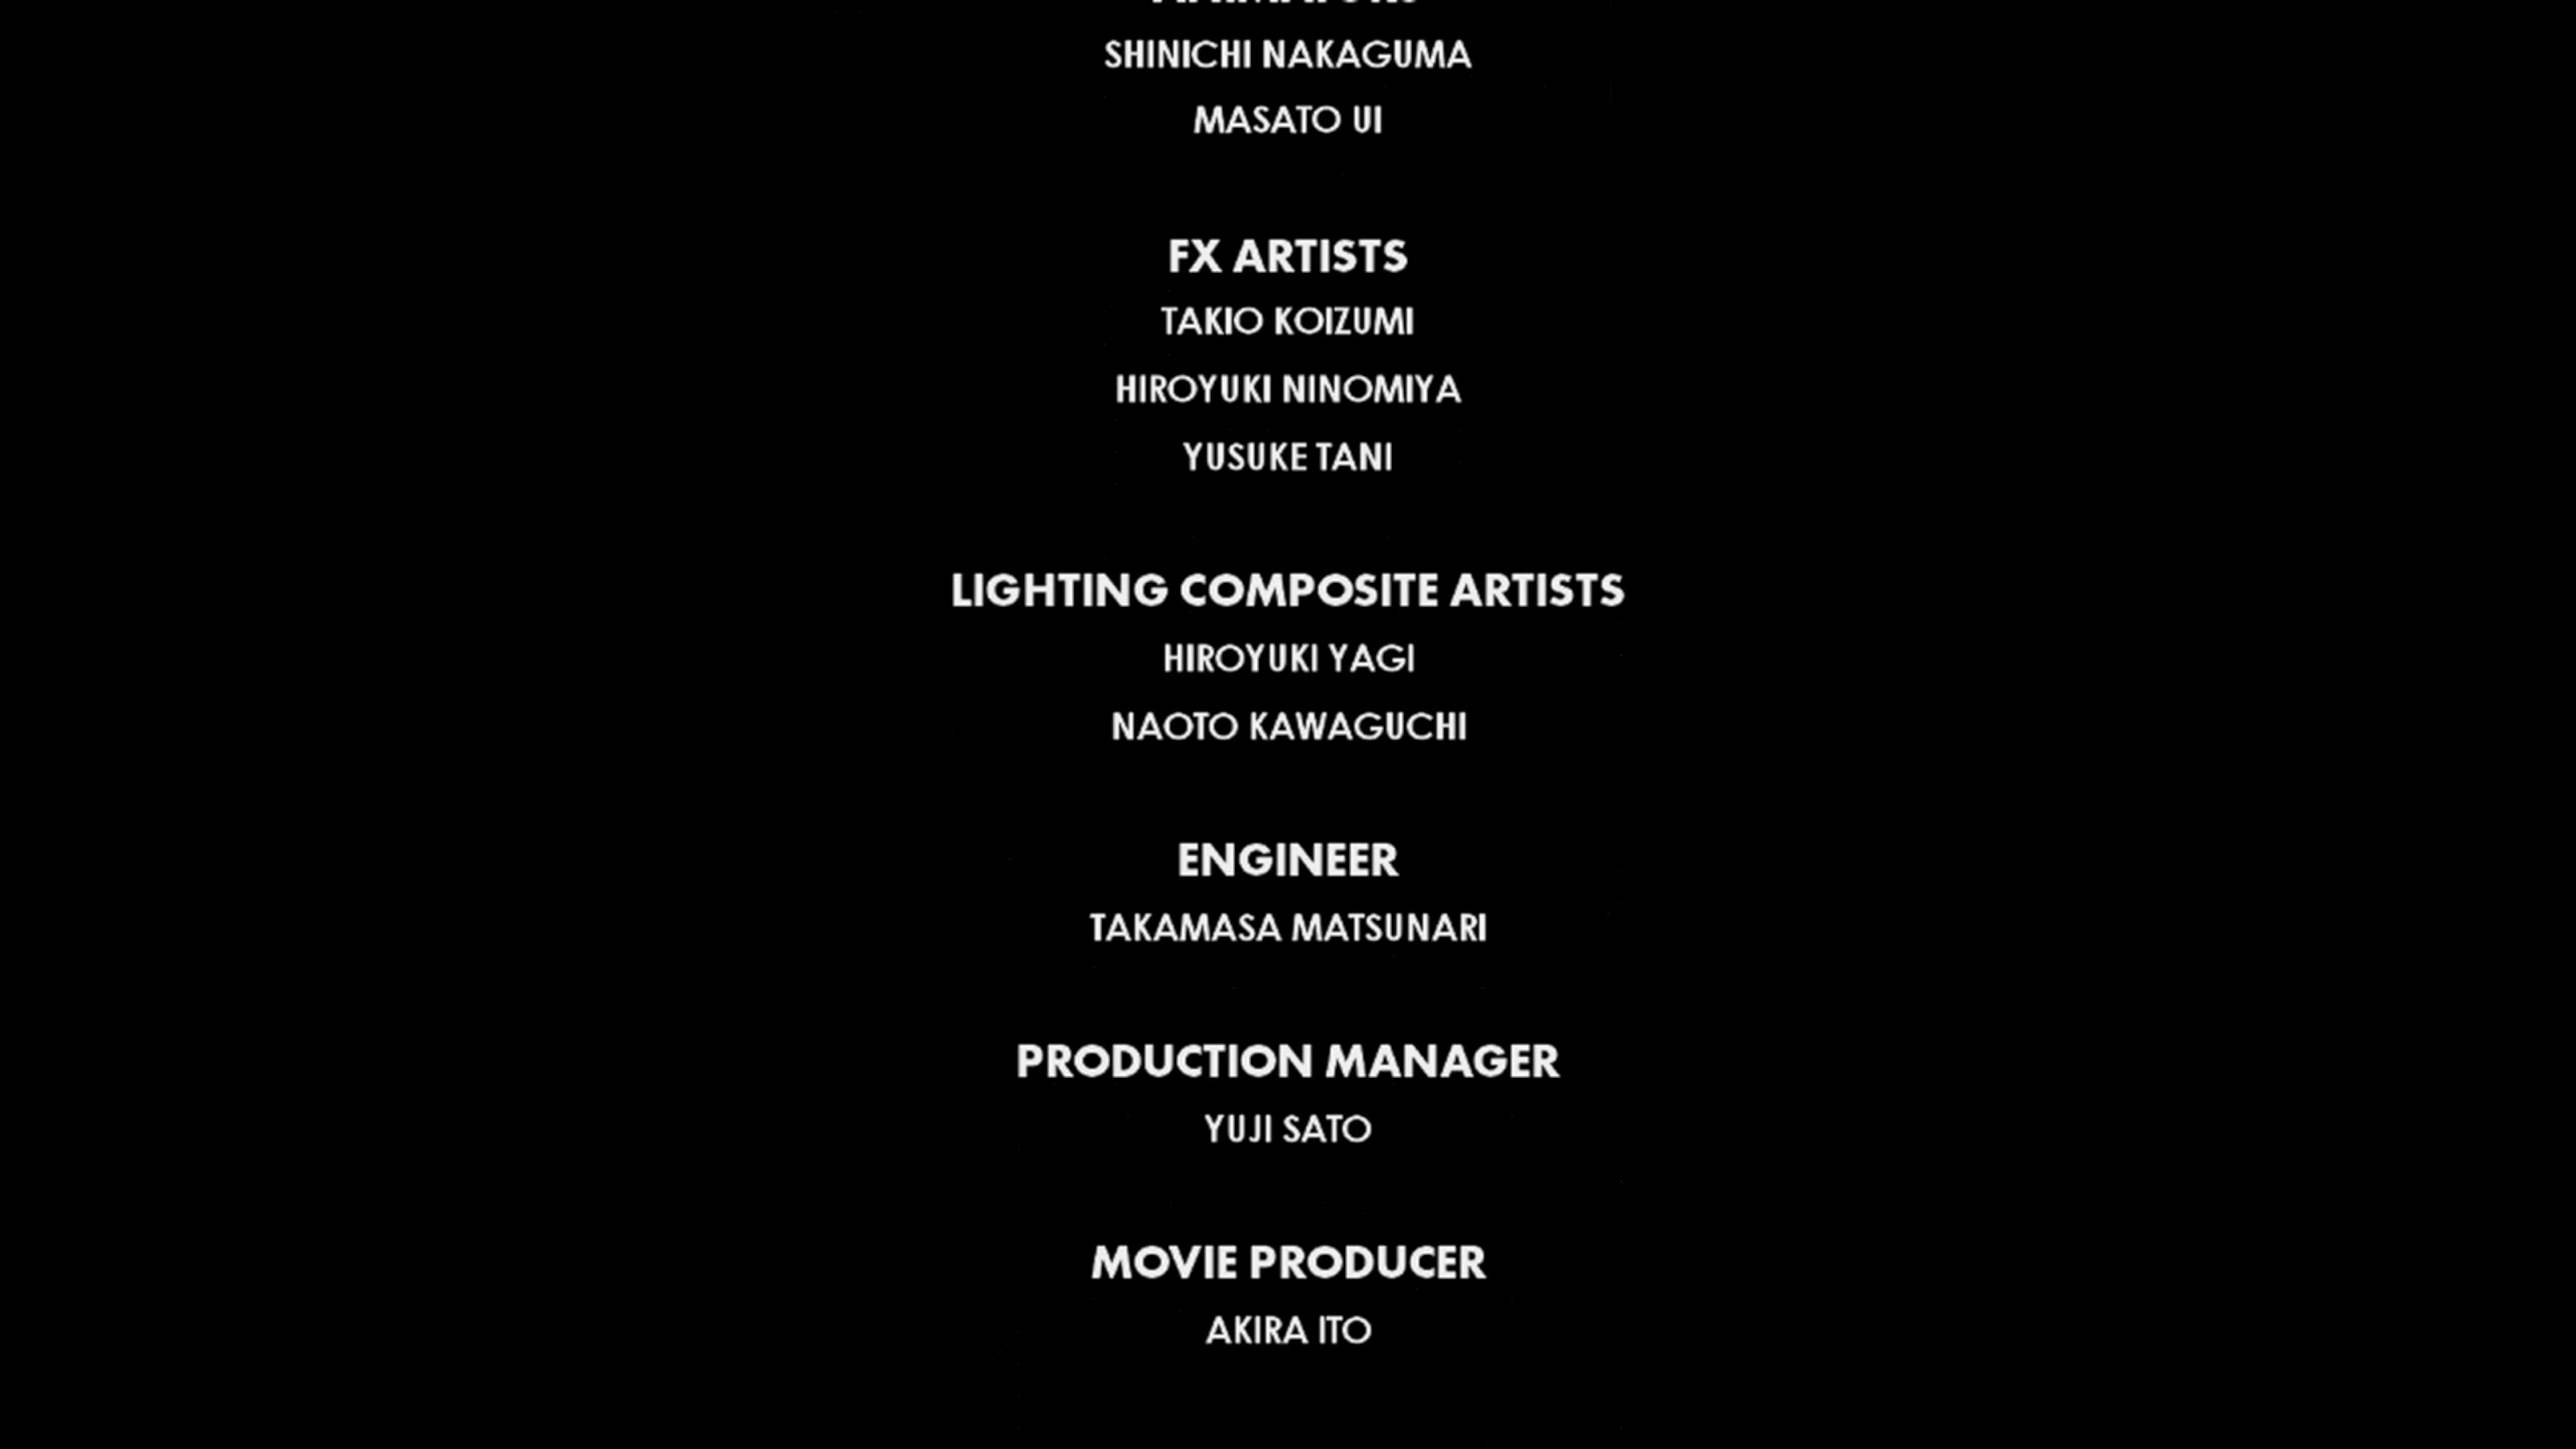 SHINICHI NAKAGUMA
MASATO UI
FX ARTISTS
TAKIO KOIZUMI
HIROYUKI NINOMIYA
YUSUKE TANI
LIGHTING COMPOSITE ARTISTS
HIROYUKI YAGI
NAOTO KAWAGUCHI
ENGINEER
TAKAMASA MATSUNARI
PRODUCTION MANAGER
YUJI SATO
MOVIE PRODUCER
AKIRA ITO